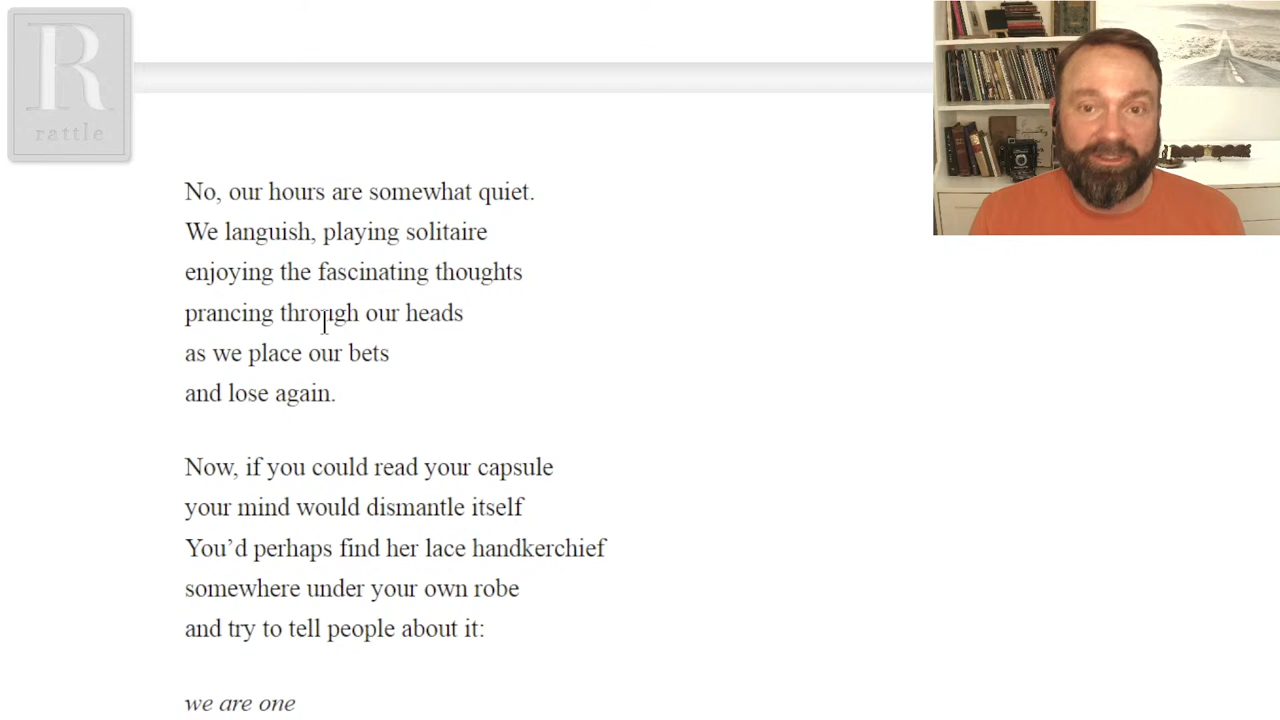 R
rattle
No, our hours are somewhat quiet.
We languish, playing solitaire
enjoying the fascinating thoughts
prancing through our heads
as we place our bets
and lose again.
Now, if you could read your capsule
your mind would dismantle itself
You’d perhaps find her lace handkerchief
somewhere under your own robe
and try to tell people about it:
we are one